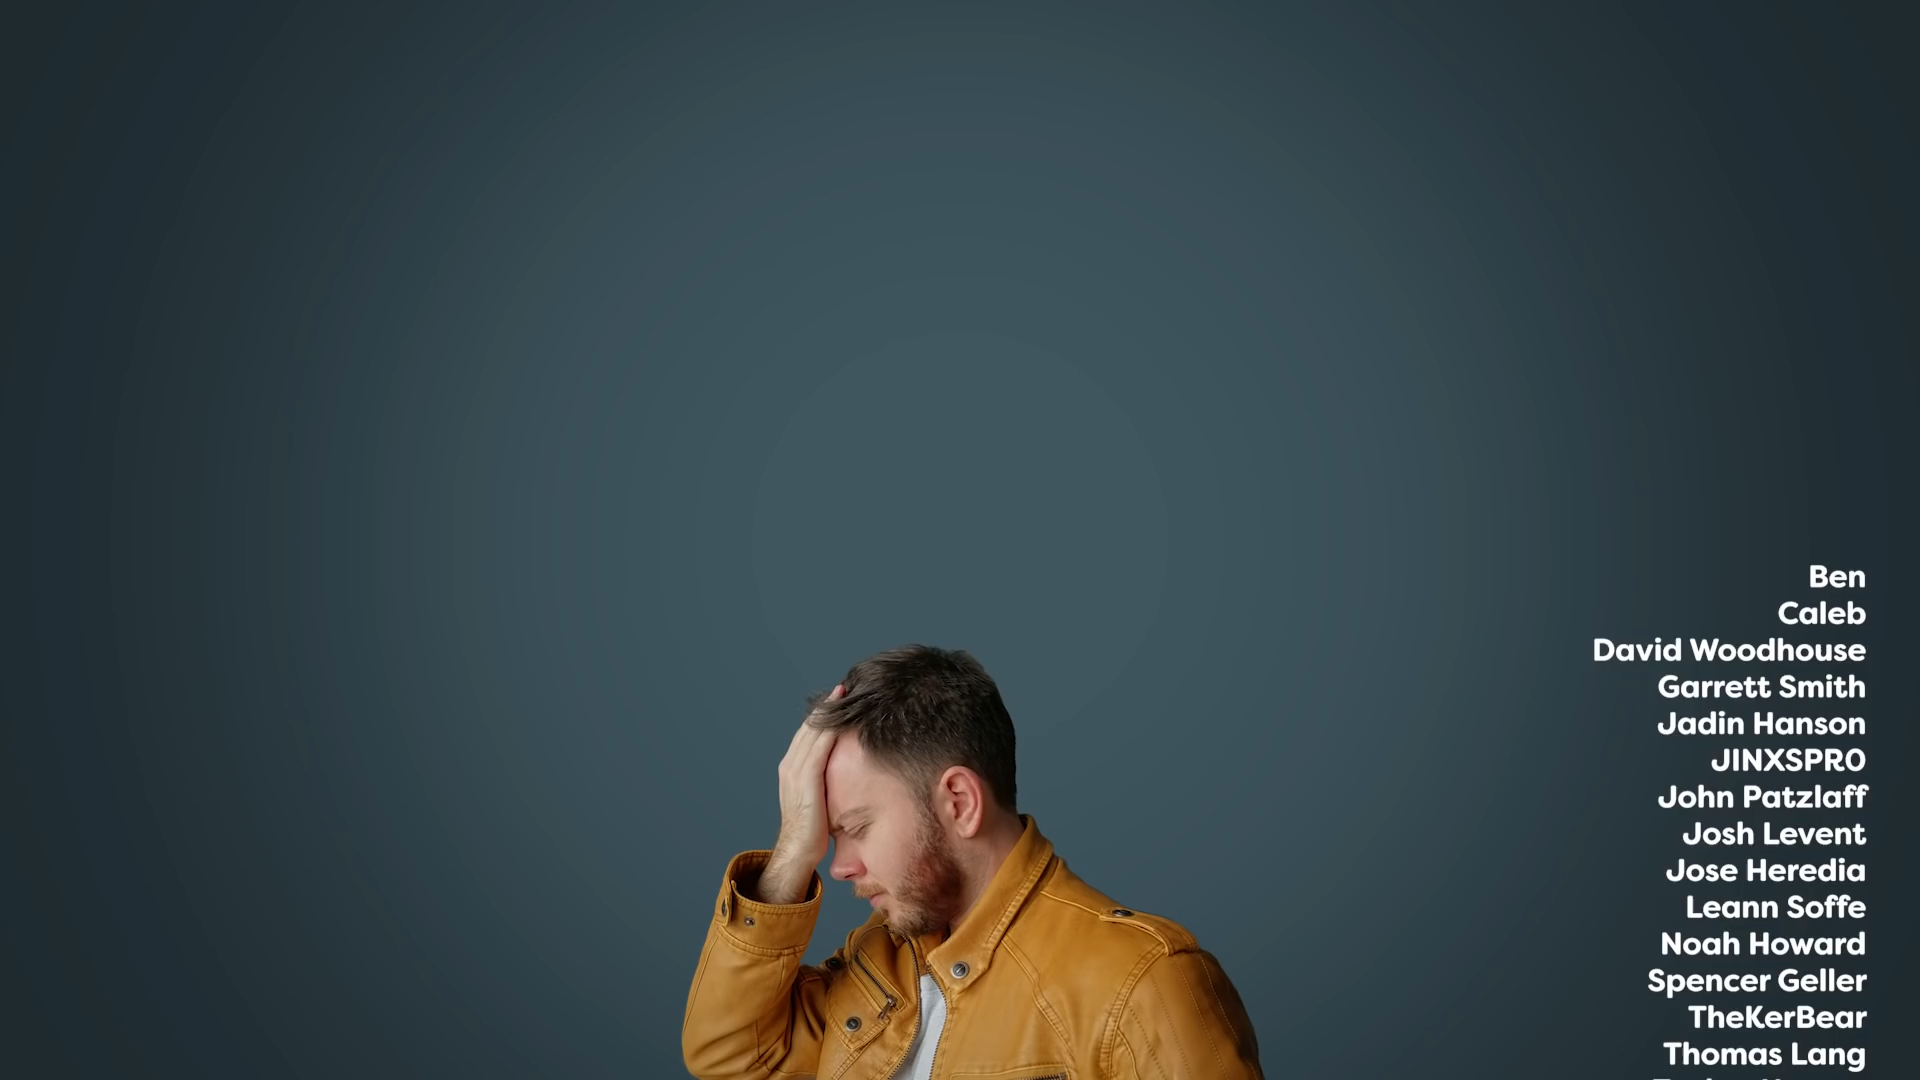 Ben
Caleb
David Woodhouse
Garrett Smith
Jadin Hanson
JINXSPRO
John Patzlaff
Josh Levent
Jose Heredia
Leann Soffe
Noah Howard
Spencer Geller
TheKerBear
Thomas Lang